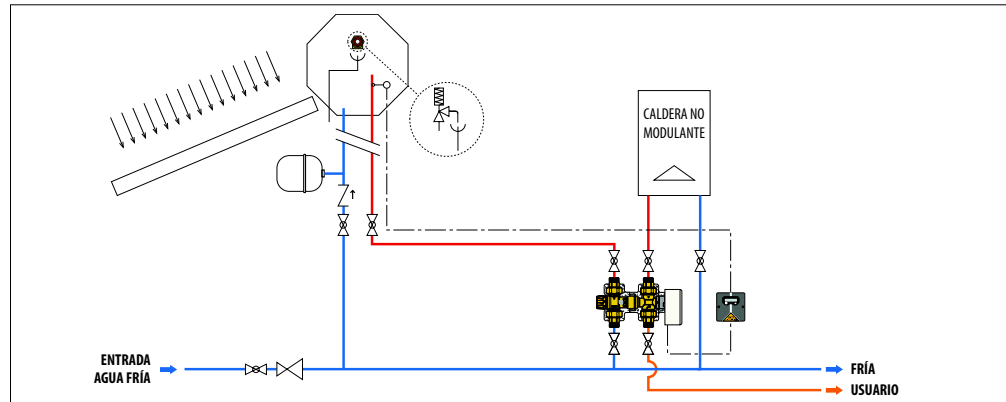 CALDERA NO
MODULANTE
ENTRADA
AGUA FRÍA
FRÍA
USUARIO